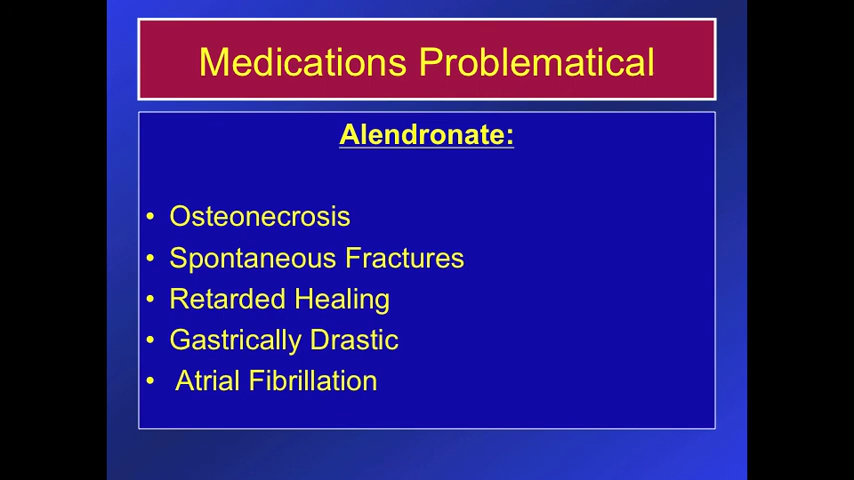 Medications Problematical
Alendronate:
• Osteonecrosis
• Spontaneous Fractures
• Retarded Healing
• Gastrically Drastic
• Atrial Fibrillation